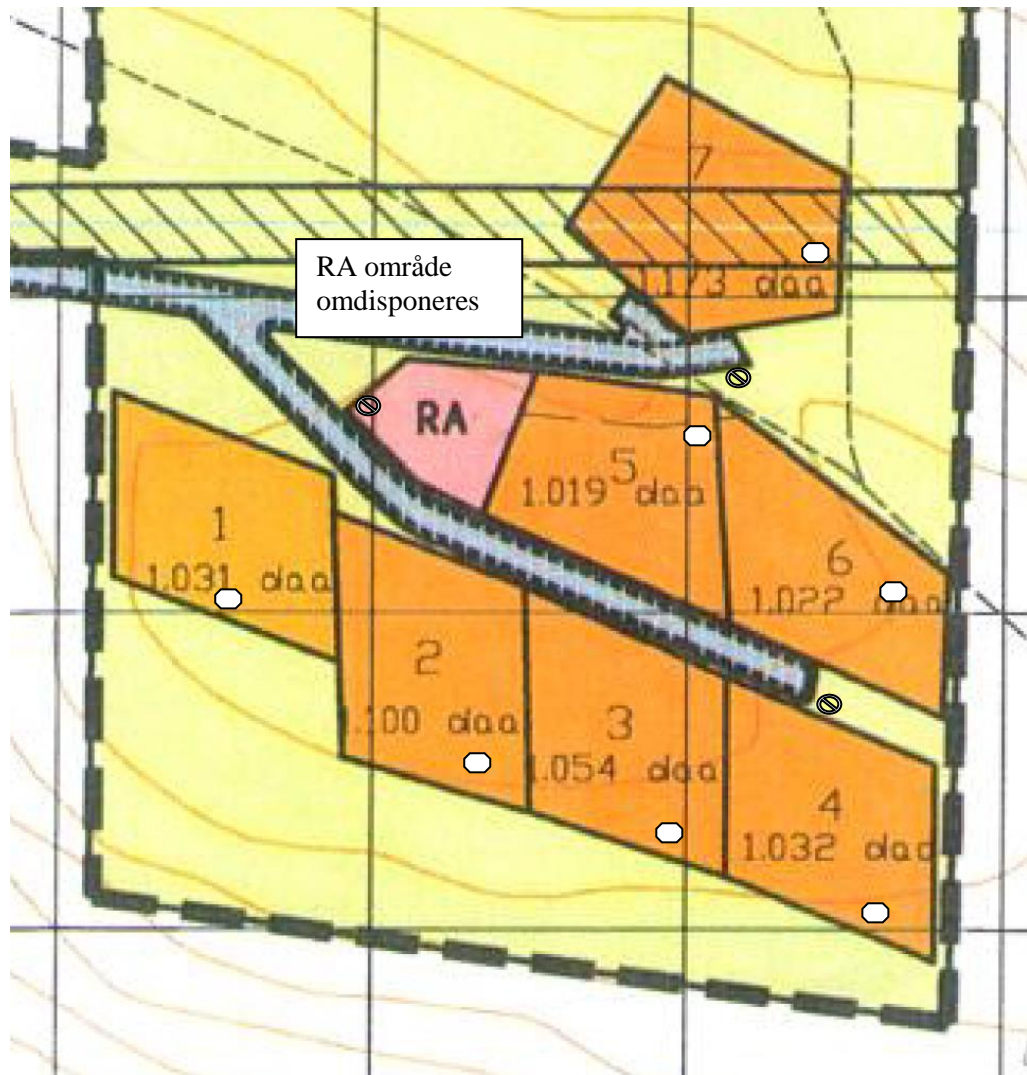 7
RA område
omdisponeres
1.173 daa
RA
5
1.019 daa
1
1.031 daa
6
1.022 daa
2
1.100 daa
3
1.054 daa
4
1.032 daa